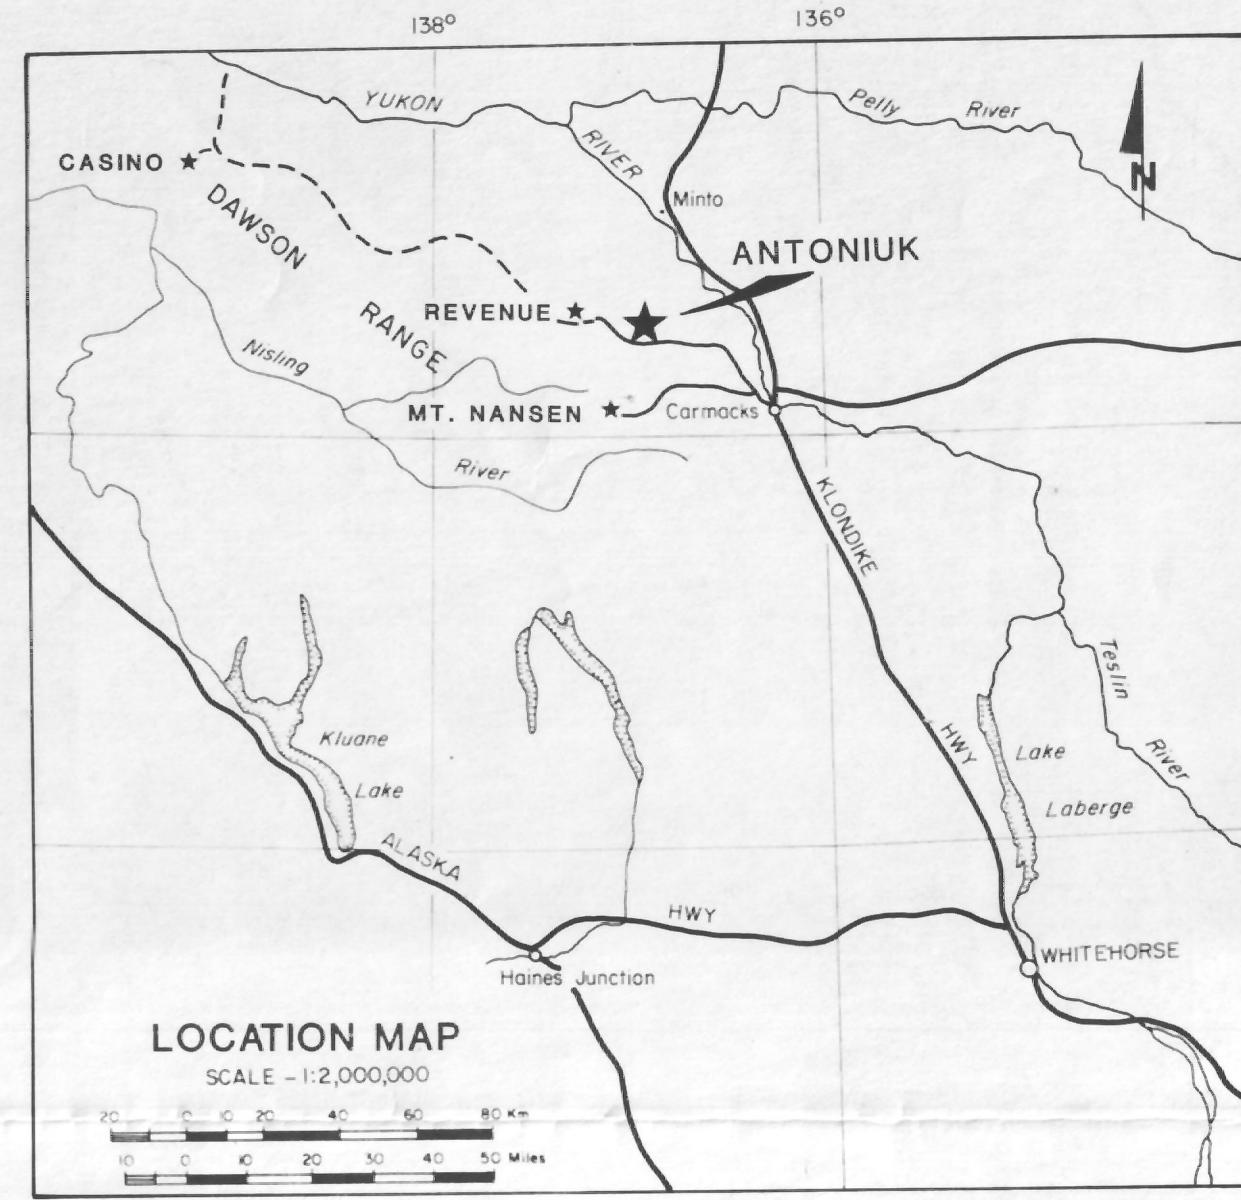 138° 136°
YUKON
Pelly River
RIVER
CASINO
N
DAWSON
Minto
ANTONIUK
REVENUE
RANGE
Nisling
MT. NANSEN
Carmacks
River
KLONDIKE
Teslin
HWY
Kluane
Lake
River
Lake
Laberge
ALASKA
HWY
WHITEHORSE
Haines Junction
LOCATION MAP
SCALE - 1:2,000,000
20 0 10 20 40 60 80 Km
10 0 10 20 30 40 50 Miles